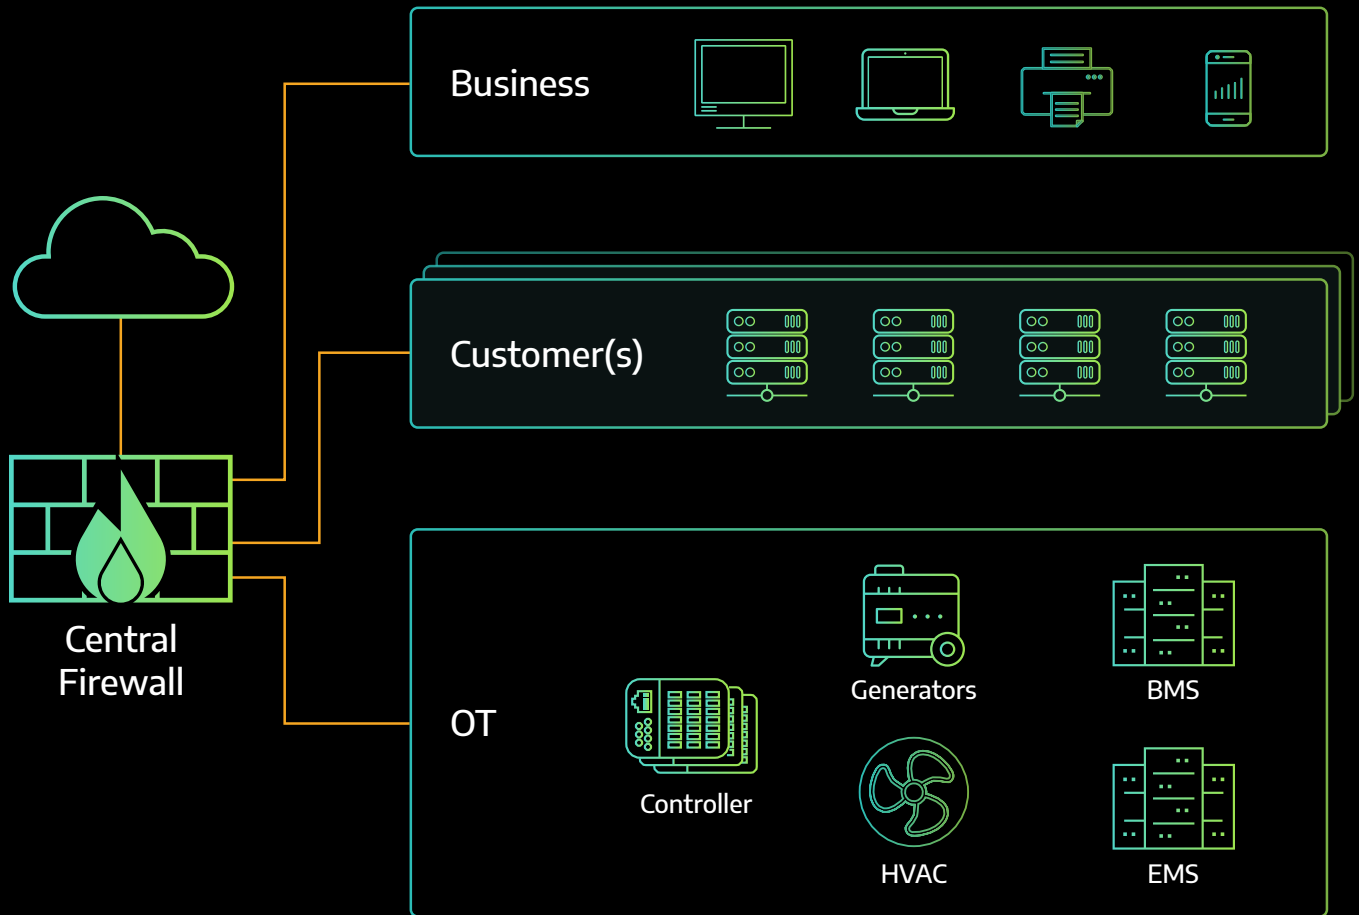 Business
Customer(s)
Central
Firewall
OT
Controller
Generators
BMS
HVAC
EMS